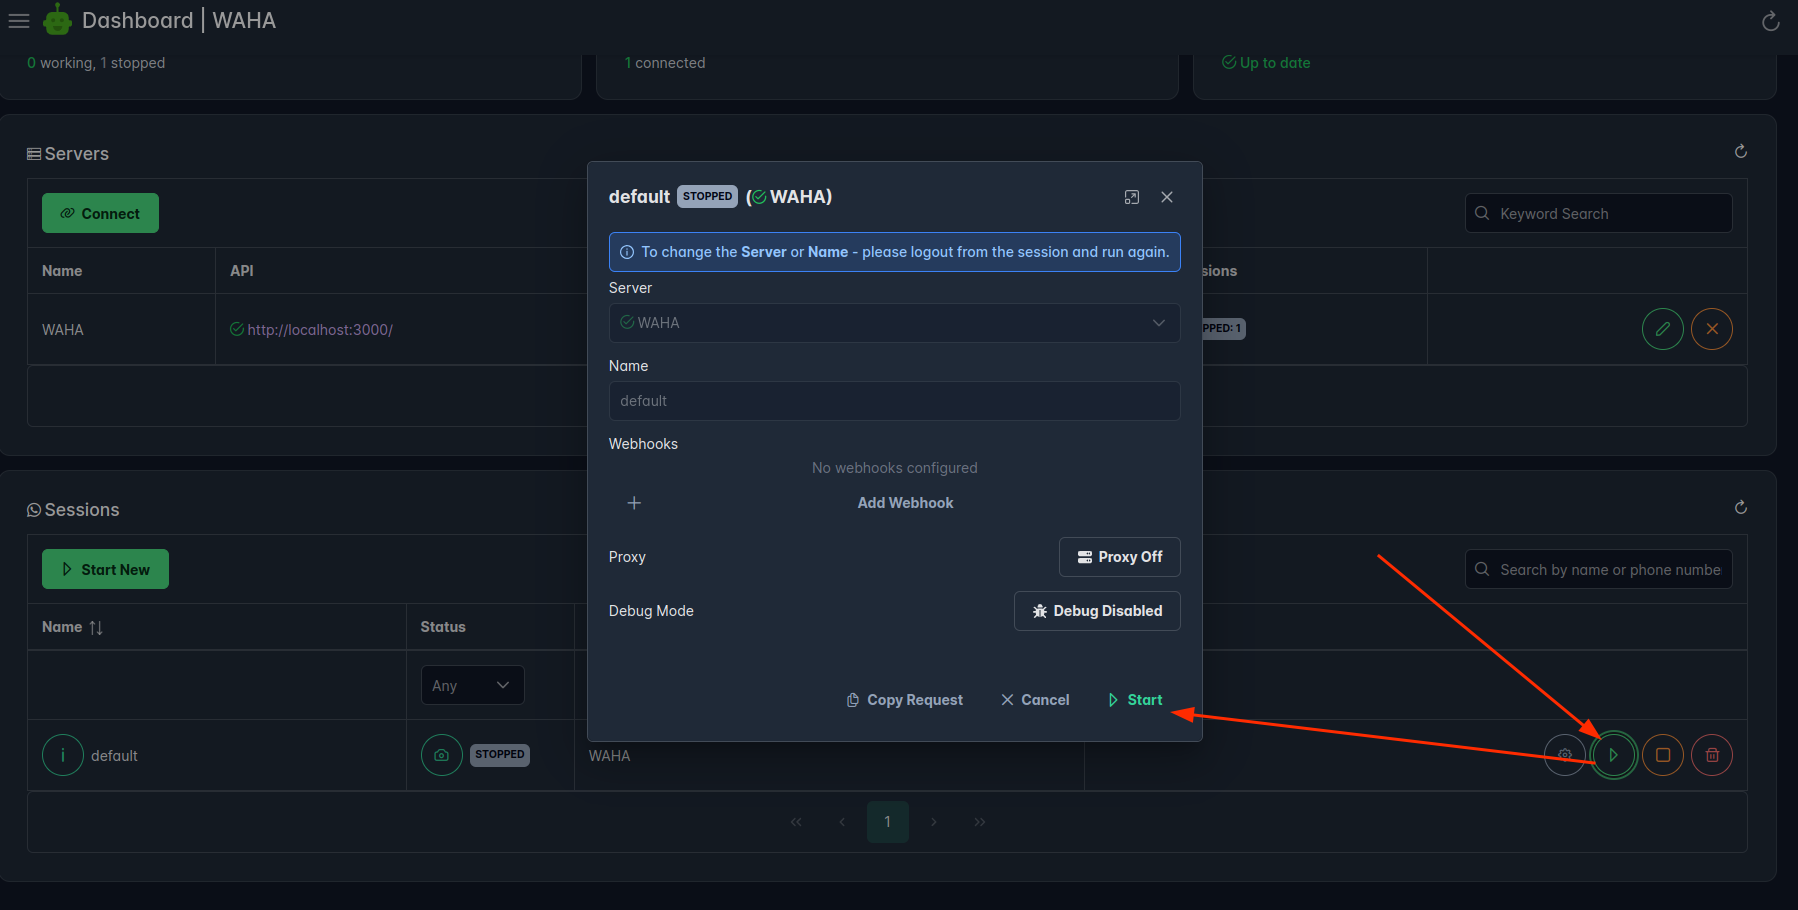 Dashboard | WAHA
0 working, 1 stopped
1 connected
Up to date
Servers
Connect
Keyword Search
Name
API
sions
WAHA
http://localhost:3000/
PPED: 1
default STOPPED (WAHA)
To change the Server or Name - please logout from the session and run again.
Server
WAHA
Name
default
Webhooks
No webhooks configured
Add Webhook
Proxy
Proxy Off
Debug Mode
Debug Disabled
Copy Request
Cancel
Start
Sessions
Start New
Search by name or phone numbe
Name
Status
Any
default
STOPPED
WAHA
1